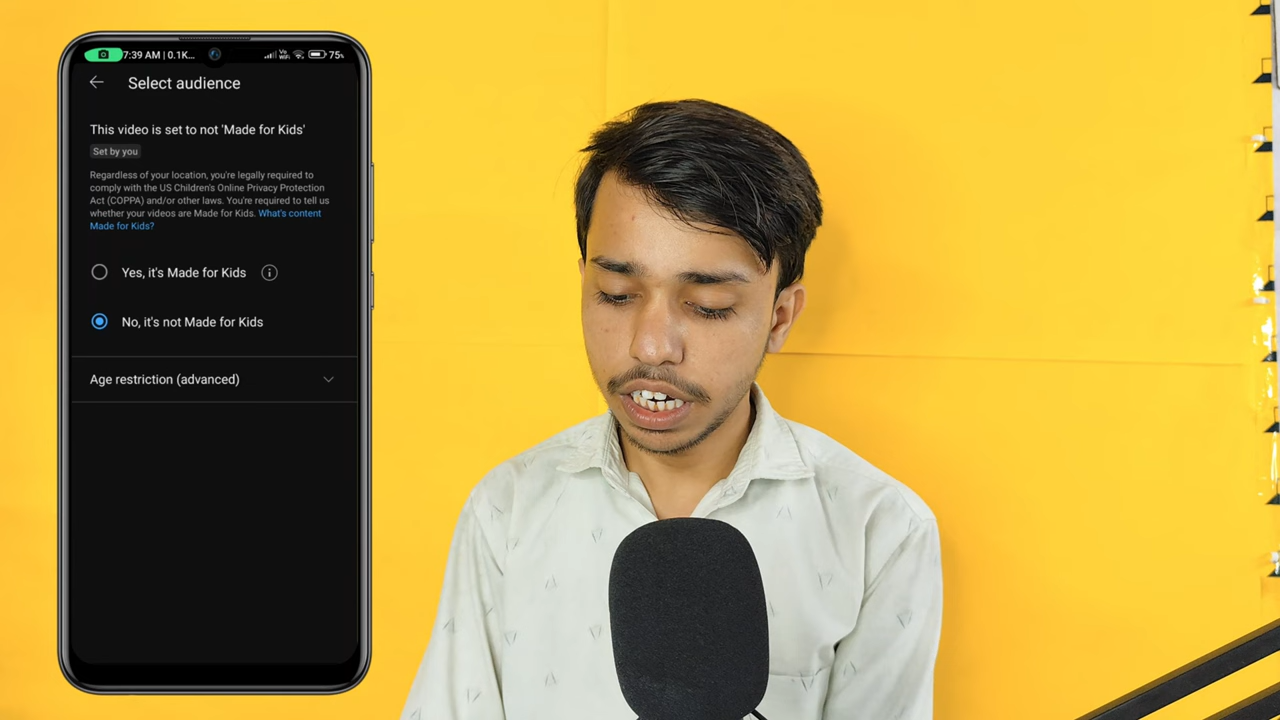 7:39 AM | 0.1K...
Vo
WiFi
75%
Select audience
This video is set to not 'Made for Kids'
Set by you
Regardless of your location, you're legally required to
comply with the US Children's Online Privacy Protection
Act (COPPA) and/or other laws. You're required to tell us
whether your videos are Made for Kids. What's content
Made for Kids?
Yes, it's Made for Kids
No, it's not Made for Kids
Age restriction (advanced)